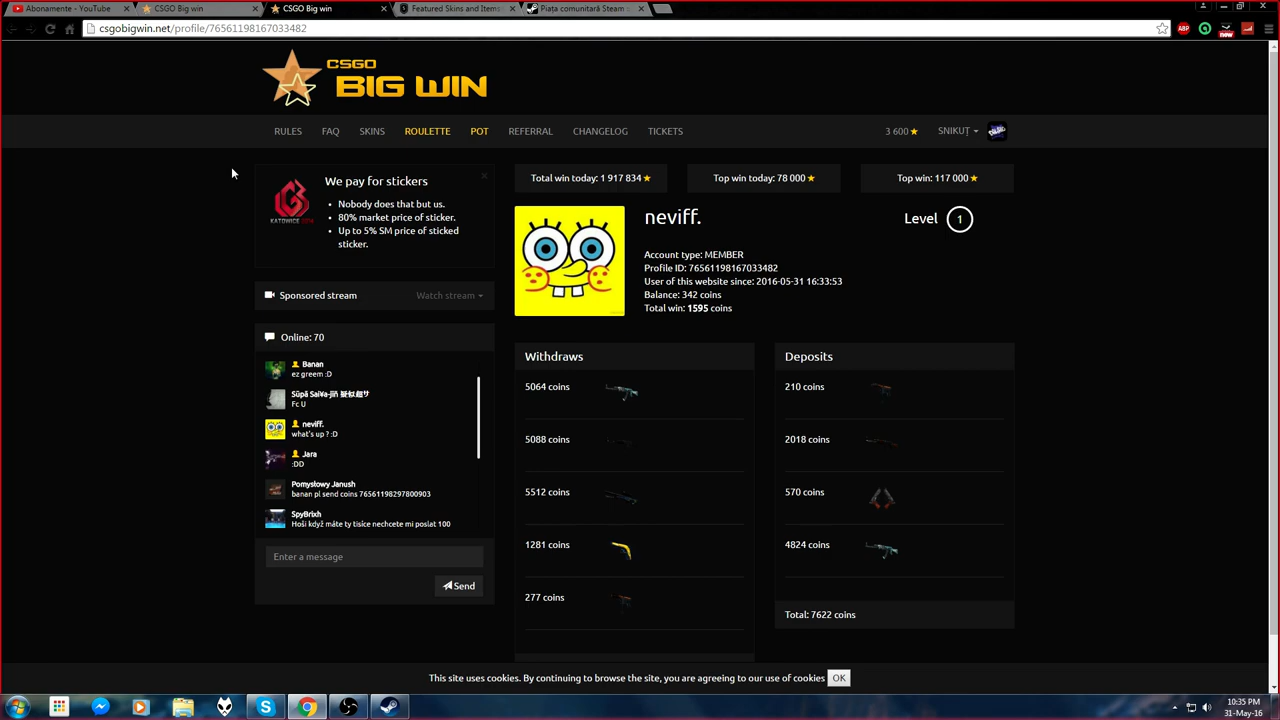 Abonamente - YouTube
CSGO Big win
CSGO Big win
Featured Skins and Item
Piața comunitară Steam
csgobigwin.net/profile/76561198167033482
ABP
now
CSGO
BIG WIN
RULES
FAQ
SKINS
ROULETTE
POT
REFERRAL
CHANGELOG
TICKETS
3 600 ★
SNIKUȚ
We pay for stickers
Nobody does that but us.
80% market price of sticker.
Up to 5% SM price of sticked
sticker.
KATOWICE
Sponsored stream
Watch stream
Online: 70
Banan
ez greem :D
Fc U
neviff.
what's up ? :D
Jara
:DD
Pomysłowy Janush
banan pl send coins 76561198297800903
SpyBrixh
Hoši když máte ty tisíce nechcete mi poslat 100
Enter a message
Send
Total win today: 1 917 834 ★
Top win today: 78 000 ★
Top win: 117 000 ★
neviff.
Level 1
Account type: MEMBER
Profile ID: 76561198167033482
User of this website since: 2016-05-31 16:33:53
Balance: 342 coins
Total win: 1595 coins
Withdraws
5064 coins
5088 coins
5512 coins
1281 coins
277 coins
Deposits
210 coins
2018 coins
570 coins
4824 coins
Total: 7622 coins
This site uses cookies. By continuing to browse the site, you are agreeing to our use of cookies
OK
10:35 PM
31-May-16